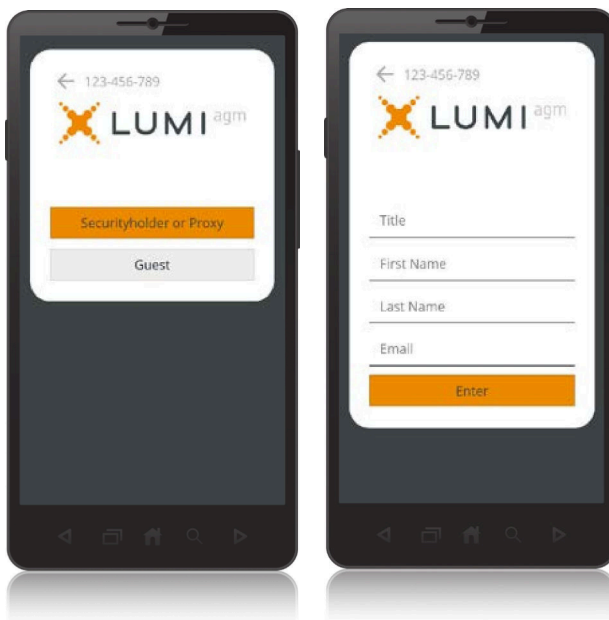 123-456-789
LUMI agm
Securityholder or Proxy
Guest
123-456-789
LUMI agm
Title
First Name
Last Name
Email
Enter